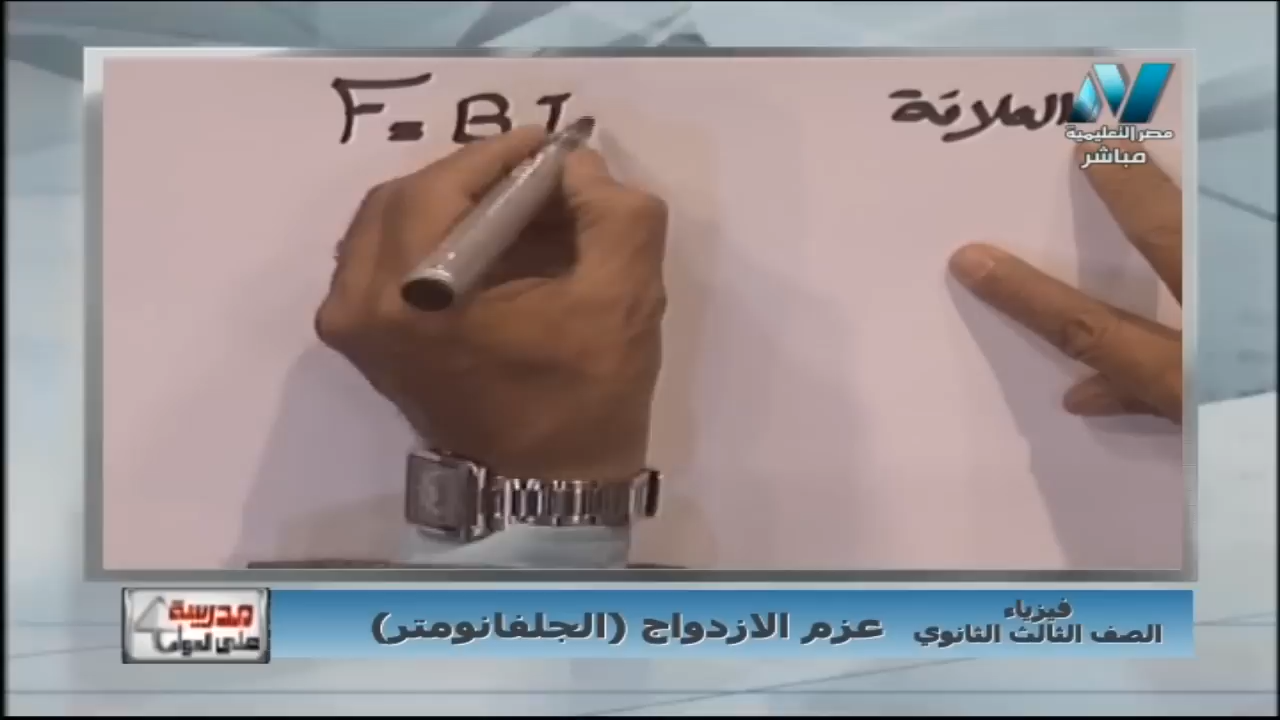 العلاقة
F = B I
مصر التعليمية
مباشر
فيزياء
الصف الثالث الثانوي
عزم الازدواج (الجلفانومتر)
مدرسة
على الهواء